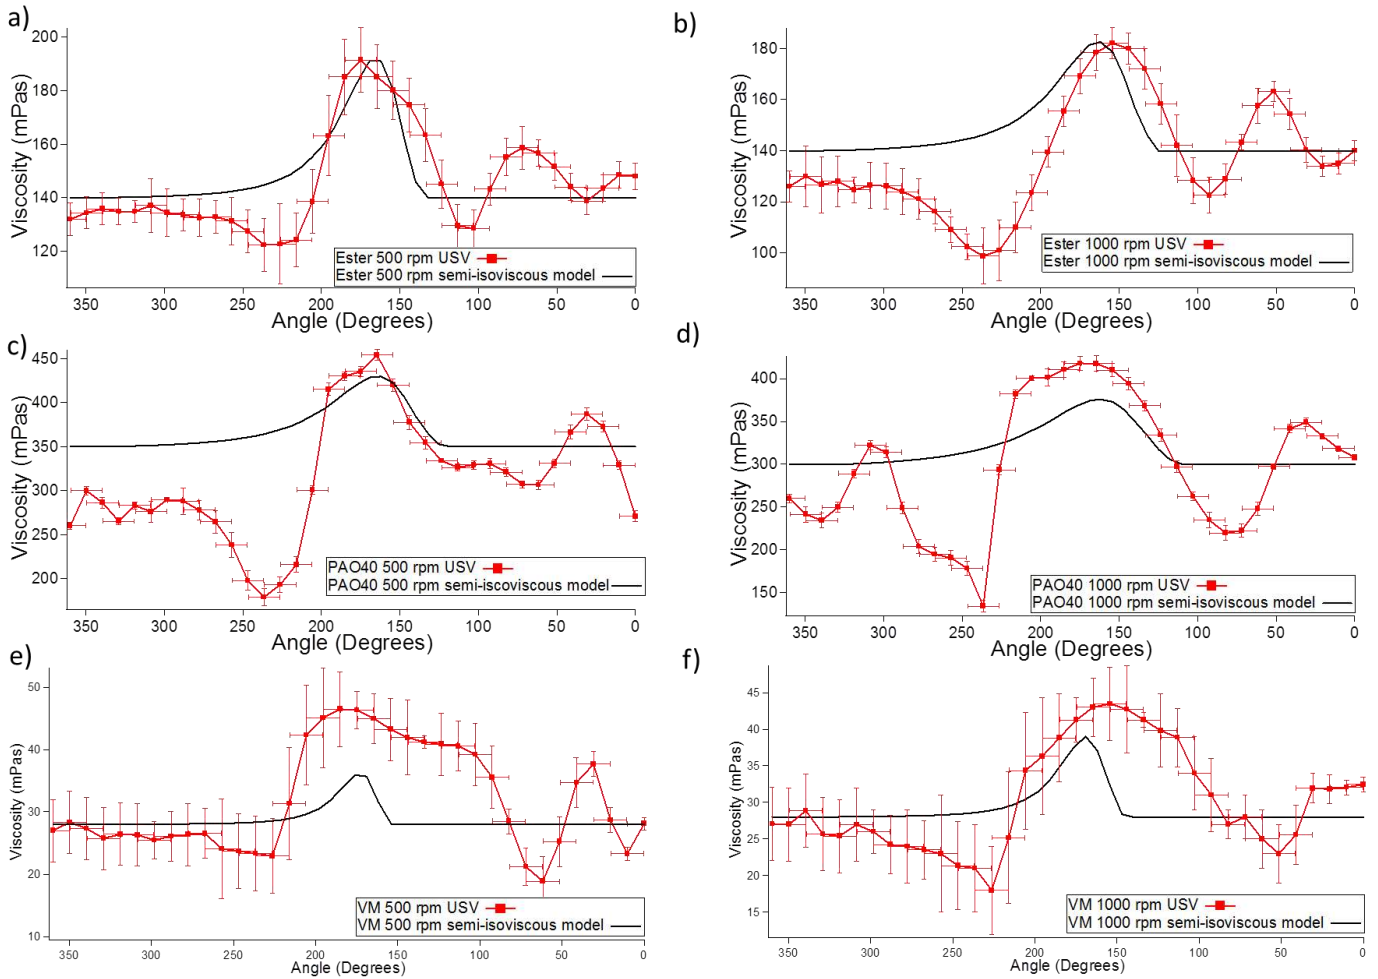 a)
200
180
160
140
120
Viscosity (mPas)
Ester 500 rpm USV
Ester 500 rpm semi-isoviscous model
350 300 250 200 150 100 50 0
Angle (Degrees)
b)
180
160
140
120
100
Viscosity (mPas)
Ester 1000 rpm USV
Ester 1000 rpm semi-isoviscous model
350 300 250 200 150 100 50 0
Angle (Degrees)
c)
450
400
350
300
250
200
Viscosity (mPas)
PAO40 500 rpm USV
PAO40 500 rpm semi-iscoviscous model
350 300 250 200 150 100 50 0
Angle (Degrees)
d)
400
350
300
250
200
150
Viscosity (mPas)
PAO40 1000 rpm USV
PAO40 1000 rpm semi-isoviscous model
350 300 250 200 150 100 50 0
Angle (Degrees)
e)
50
40
30
20
10
Viscosity (mPas)
VM 500 rpm USV
VM 500 rpm semi-isoviscous model
350 300 250 200 150 100 50 0
Angle (Degrees)
f)
45
40
35
30
25
20
15
Viscosity (mPas)
VM 1000 rpm USV
VM 1000 rpm semi-isoviscous model
350 300 250 200 150 100 50 0
Angle (Degrees)